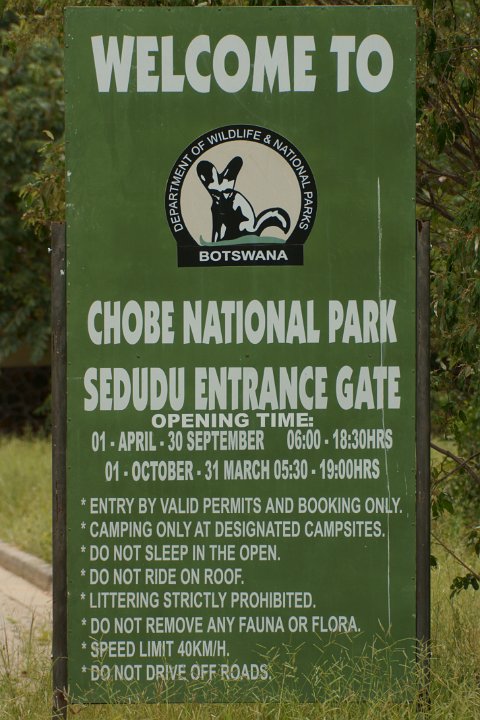 WELCOME TO
DEPARTMENT OF WILDLIFE & NATIONAL PARKS
BOTSWANA
CHOBE NATIONAL PARK
SEDUDU ENTRANCE GATE
OPENING TIME:
01 - APRIL - 30 SEPTEMBER 06:00 - 18:30HRS
01 - OCTOBER - 31 MARCH 05:30 - 19:00HRS
* ENTRY BY VALID PERMITS AND BOOKING ONLY.
* CAMPING ONLY AT DESIGNATED CAMPSITES.
* DO NOT SLEEP IN THE OPEN.
* DO NOT RIDE ON ROOF.
* LITTERING STRICTLY PROHIBITED.
* DO NOT REMOVE ANY FAUNA OR FLORA.
* SPEED LIMIT 40KM/H.
* DO NOT DRIVE OFF ROADS.